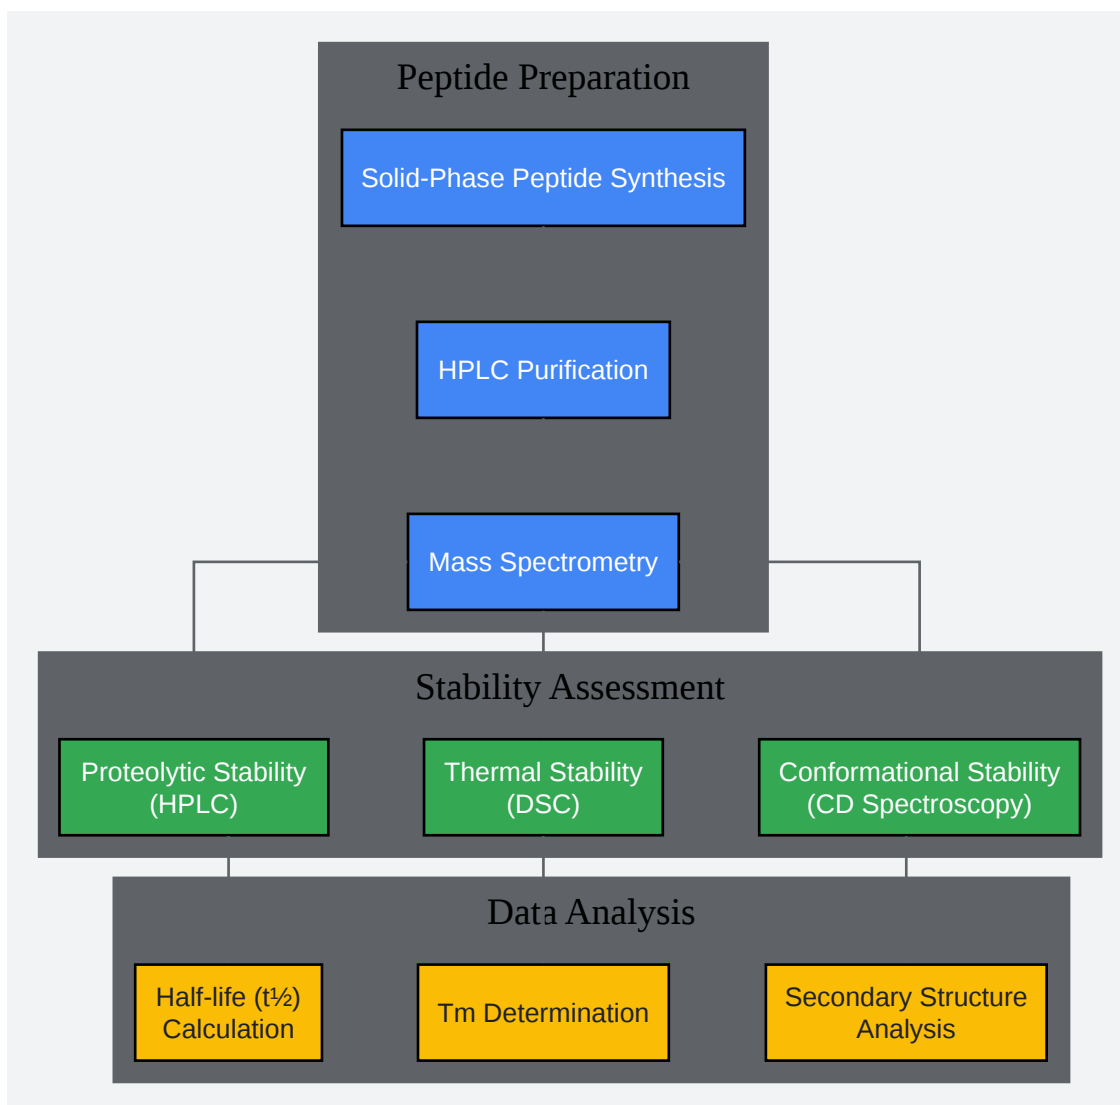 Peptide Preparation
Solid-Phase Peptide Synthesis
HPLC Purification
Mass Spectrometry
Stability Assessment
Proteolytic Stability
(HPLC)
Thermal Stability
(DSC)
Conformational Stability
(CD Spectroscopy)
Data Analysis
Half-life (t½)
Calculation
Tm Determination
Secondary Structure
Analysis